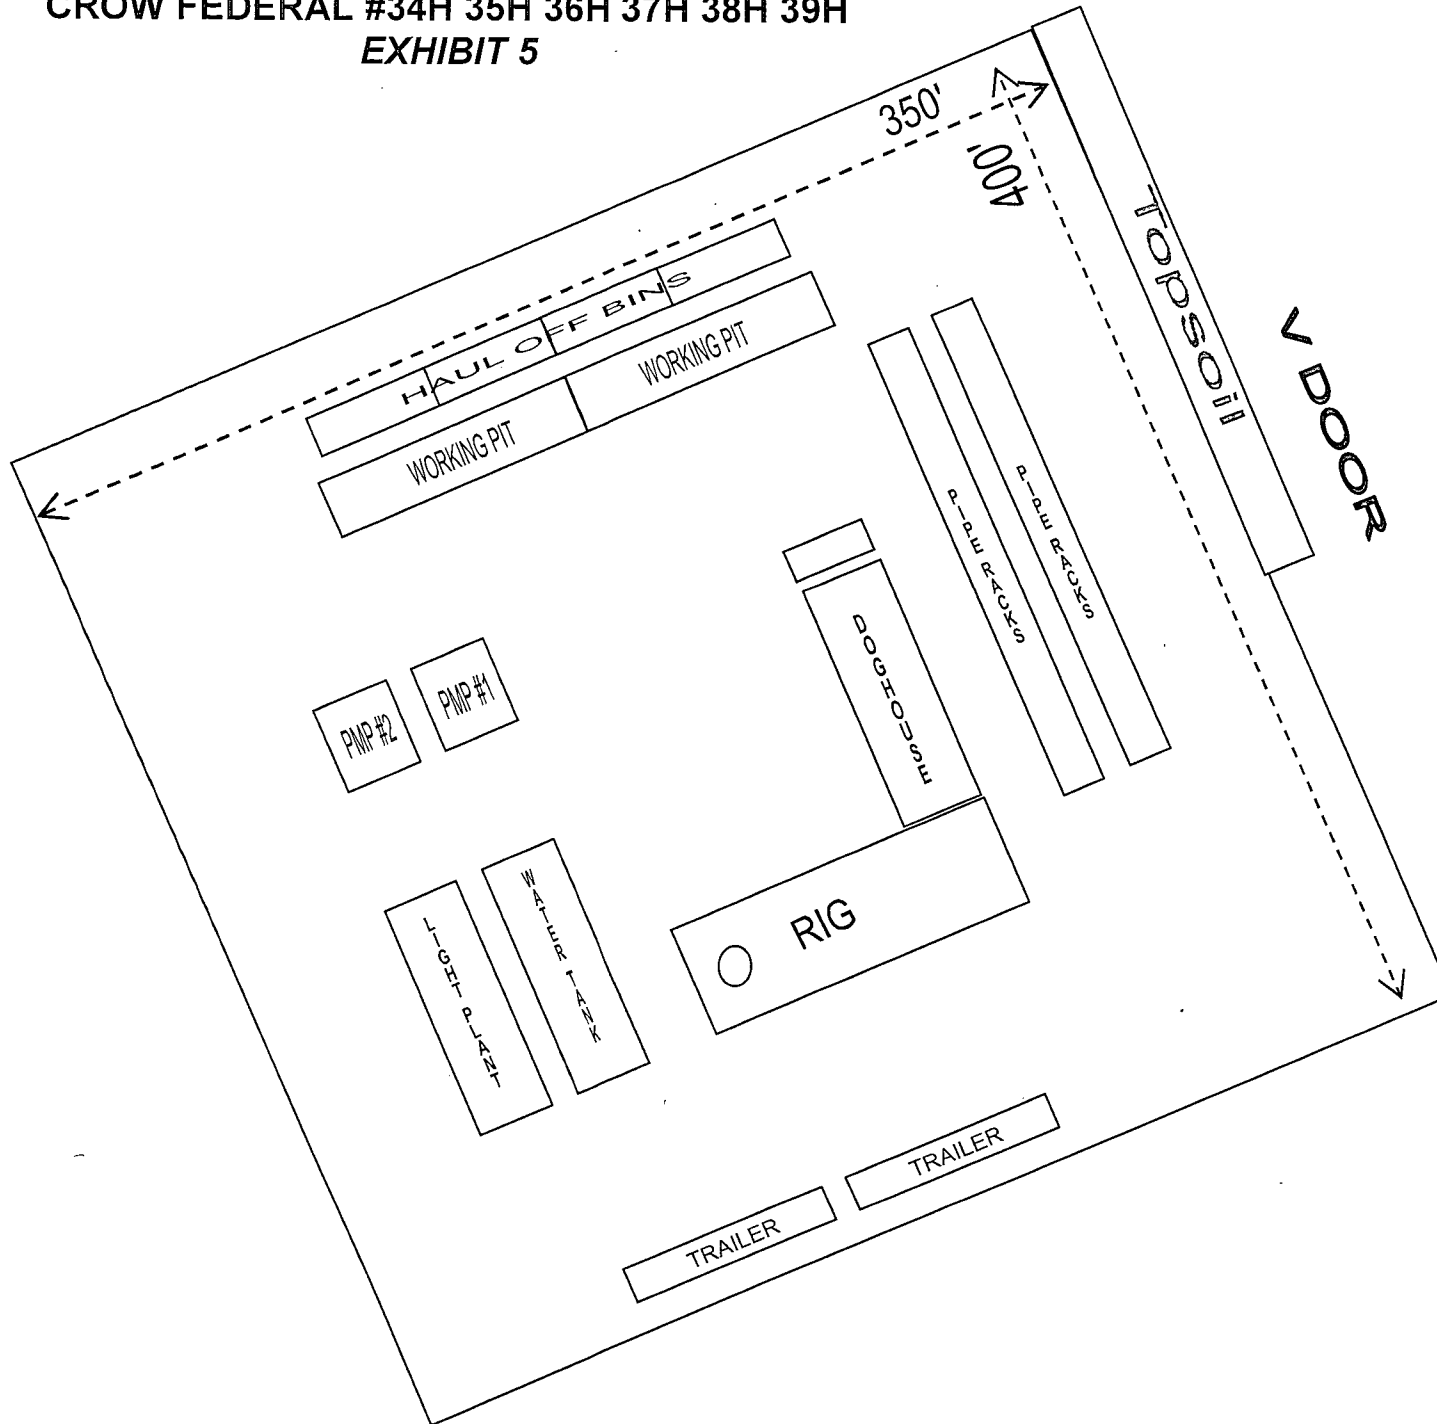 CROW FEDERAL #34H 35H 36H 37H 38H 39H
EXHIBIT 5
350'
400'
Topsoil
V DOOR
HAUL OFF BINS
WORKING PIT
WORKING PIT
PIPE RACKS
PIPE RACKS
DOGHOUSE
PMP #1
PMP #2
RIG
WATER TANK
LIGHT PLANT
TRAILER
TRAILER